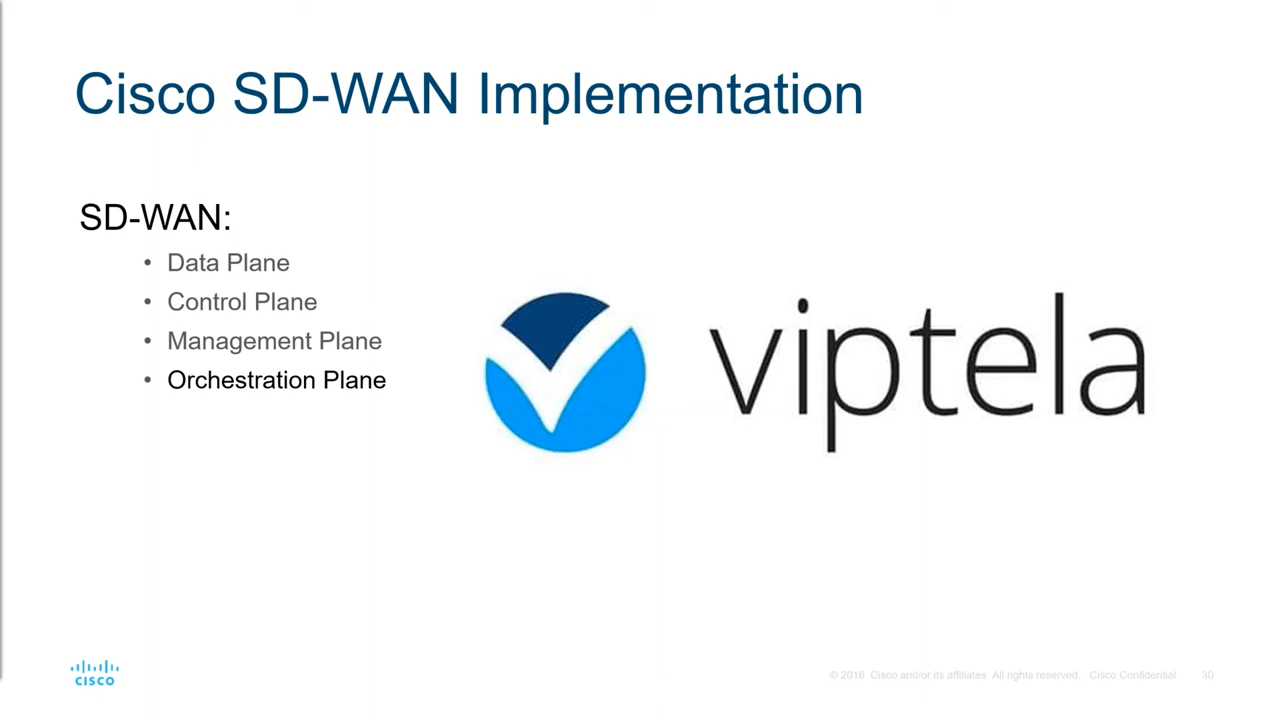 Cisco SD-WAN Implementation
SD-WAN:
• Data Plane
• Control Plane
• Management Plane
• Orchestration Plane
viptela
CISCO
© 2016 Cisco and/or its affiliates. All rights reserved. Cisco Confidential 30